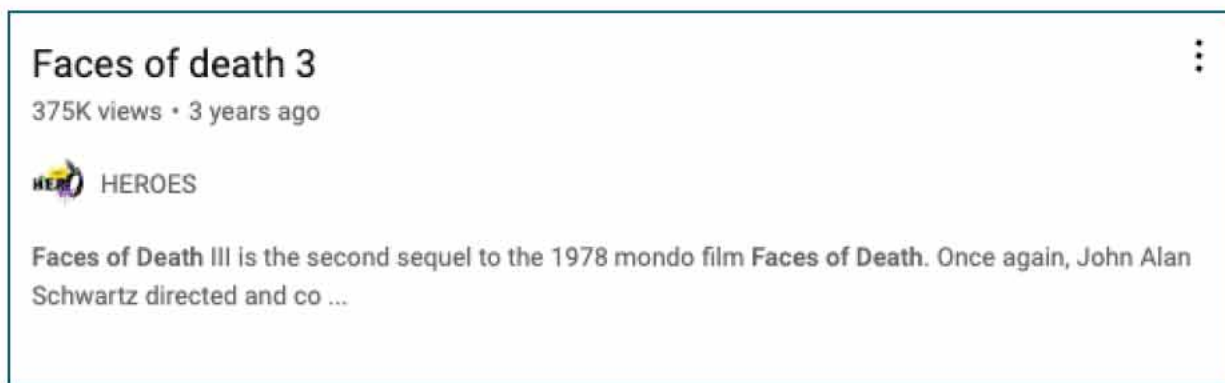 Faces of death 3
375K views • 3 years ago
HERO HEROES
Faces of Death III is the second sequel to the 1978 mondo film Faces of Death. Once again, John Alan
Schwartz directed and co ...